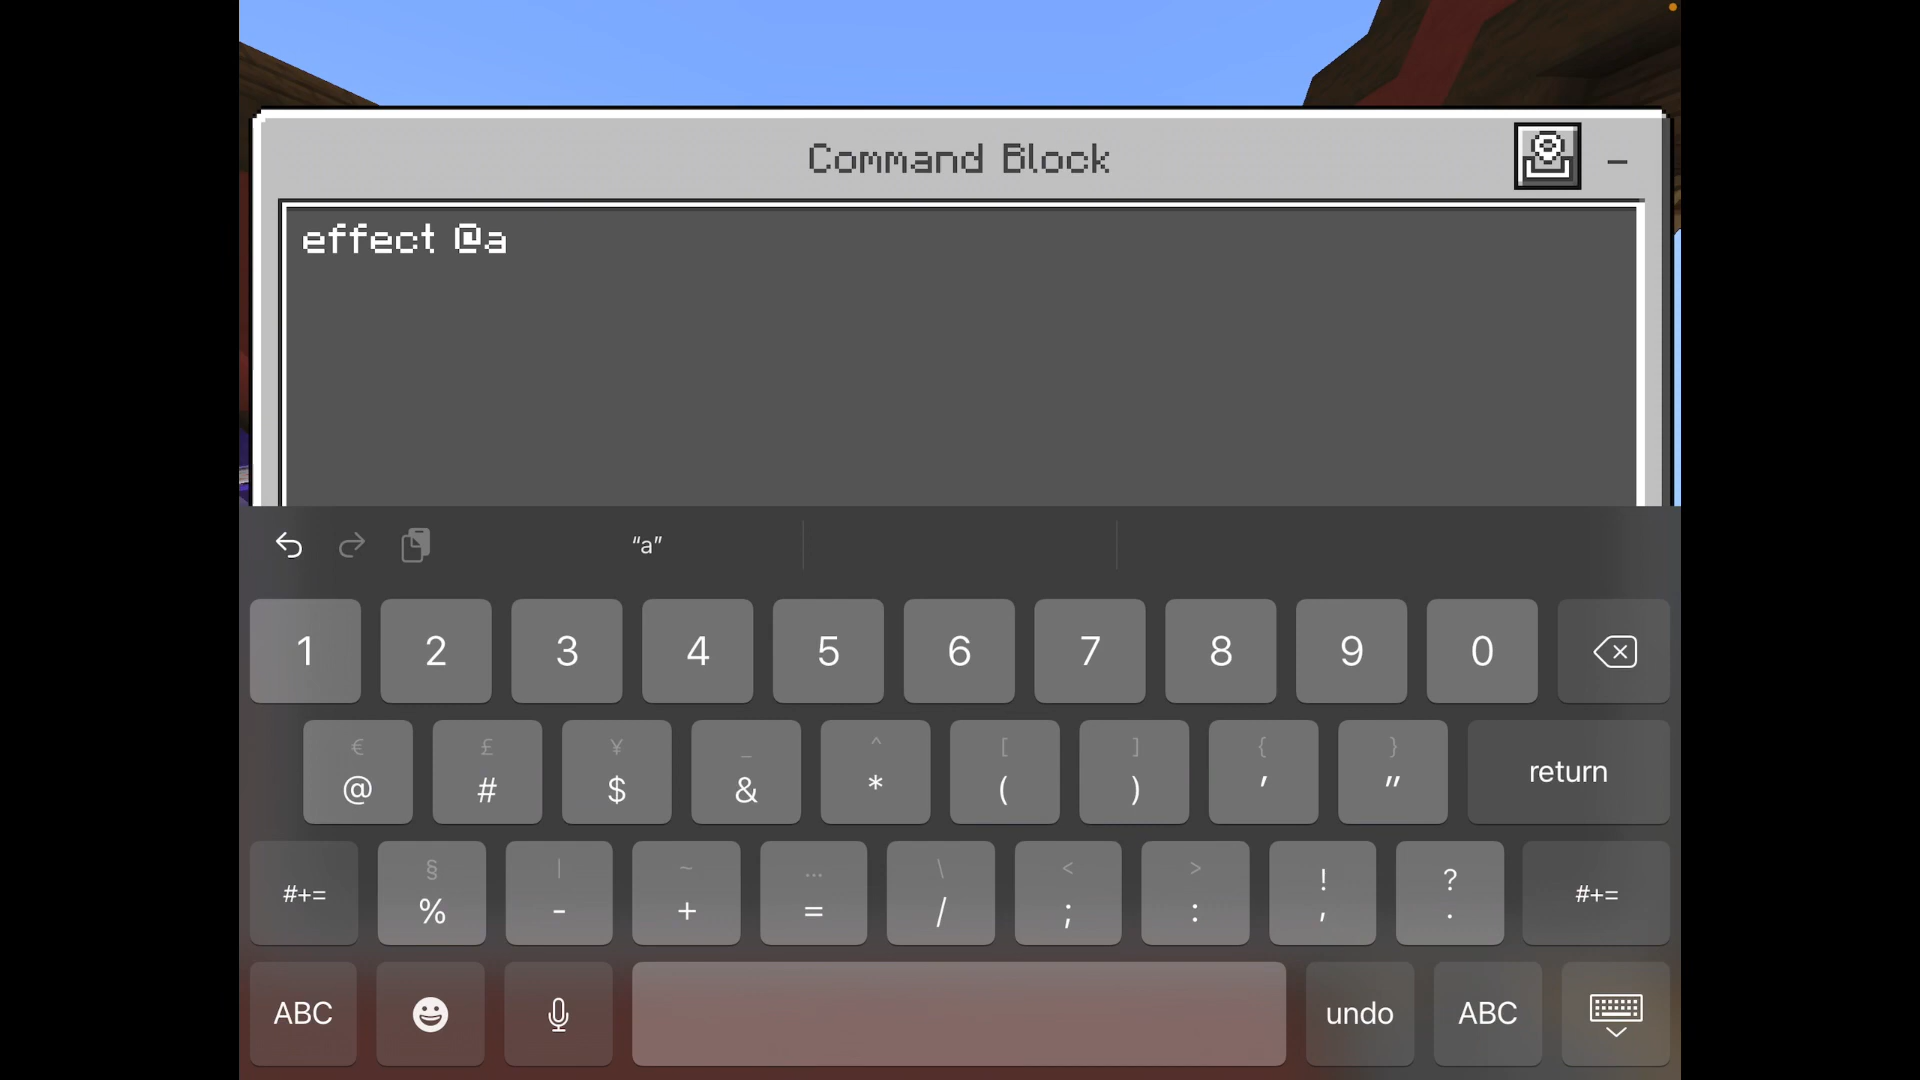 Command Block
effect @a
“a”
1 2 3 4 5 6 7 8 9 0
€ £ ¥ _ ^ [ ] { }
@ # $ & * ( ) ' " return
§ | ~ … \ < > ! ?
#+= % - + = / ; : , . #+=
ABC undo ABC